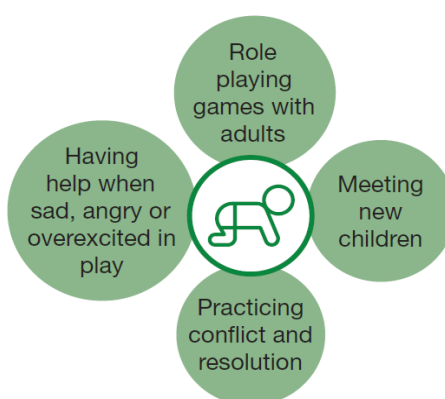 Role
playing
games with
adults
Having
help when
sad, angry or
overexcited in
play
Meeting
new
children
Practicing
conflict and
resolution